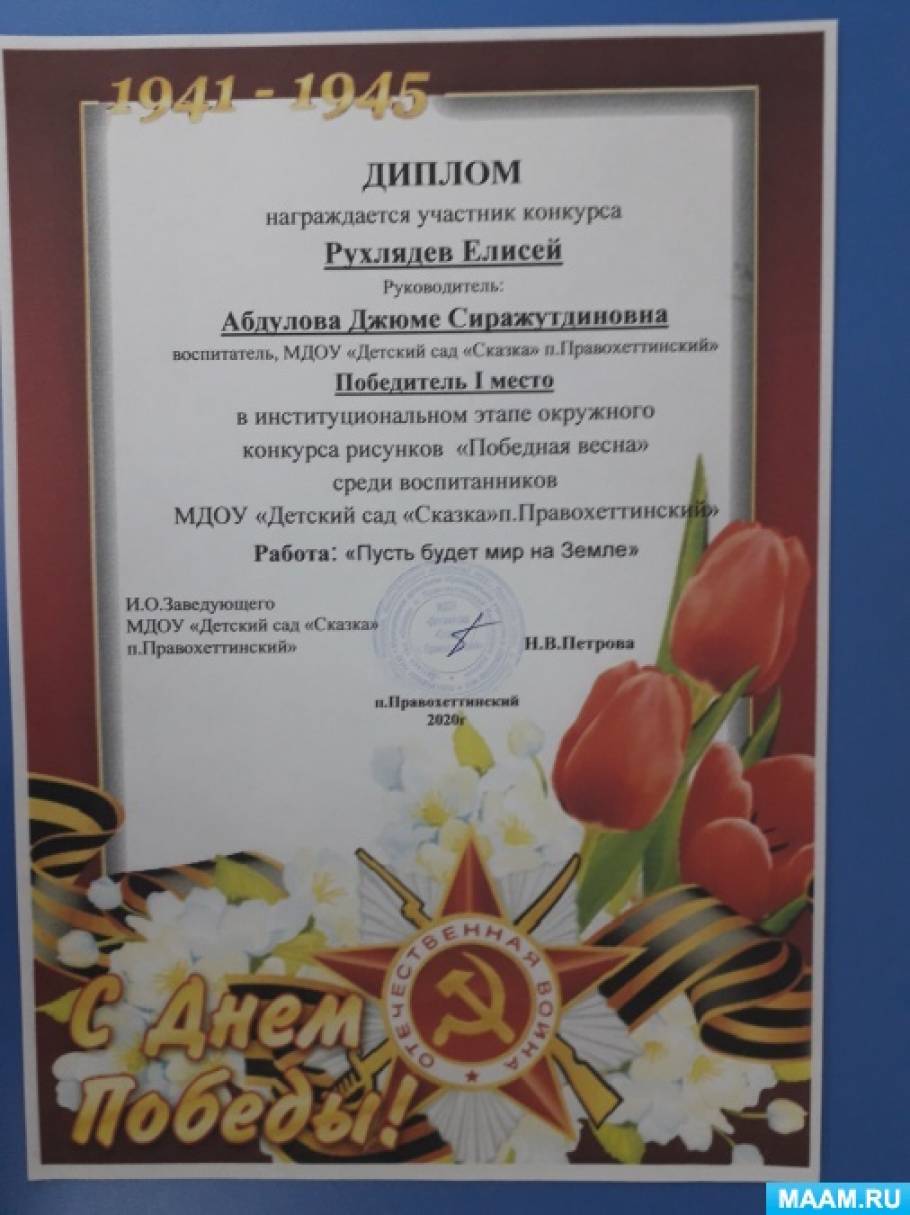 1941 - 1945
ДИПЛОМ
награждается участник конкурса
Рухлядев Елисей
Руководитель:
Абдулова Джюме Сиражутдиновна
воспитатель, МДОУ «Детский сад «Сказка» п.Правохеттинский»
Победитель I место
в институциональном этапе окружного
конкурса рисунков «Победная весна»
среди воспитанников
МДОУ «Детский сад «Сказка»п.Правохеттинский»
Работа: «Пусть будет мир на Земле»
И.О.Заведующего
МДОУ «Детский сад «Сказка»
п.Правохеттинский»
Н.В.Петрова
п.Правохеттинский
2020г
ОТЕЧЕСТВЕННАЯ ВОЙНА
С Днем
Победы!
MAAM.RU